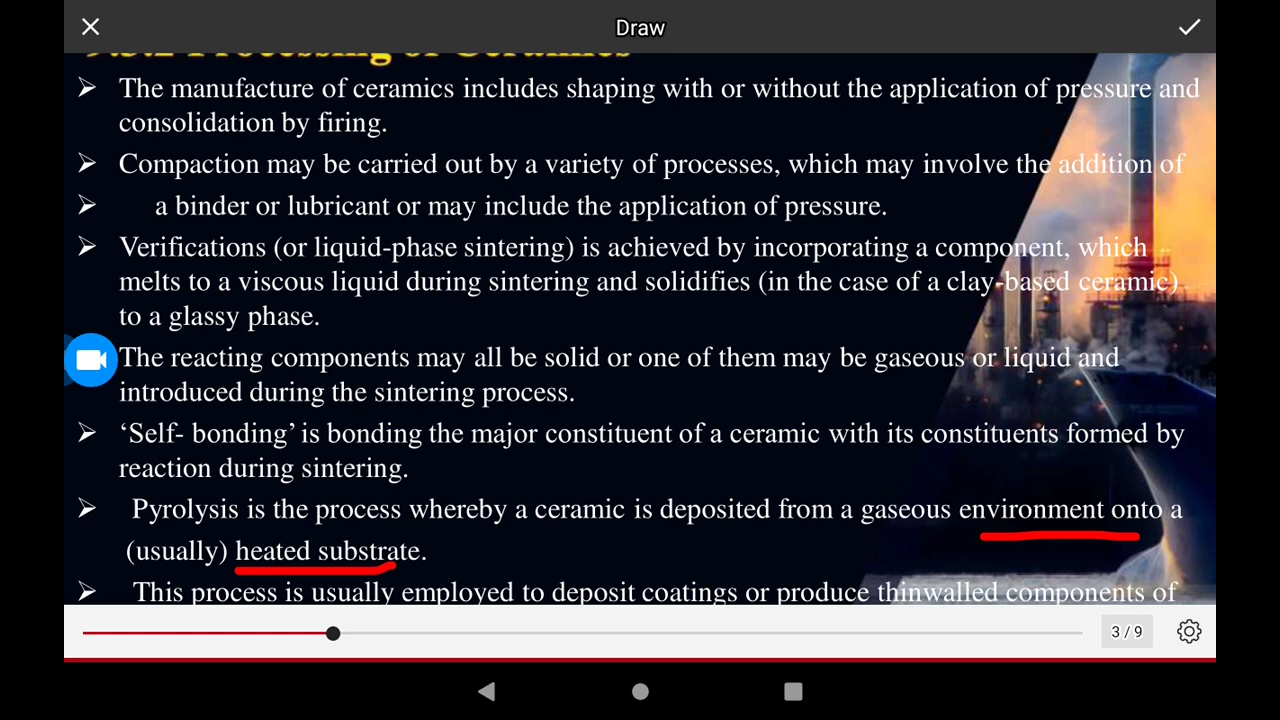 Draw
9.3.2 Processing of Ceramics
➢ The manufacture of ceramics includes shaping with or without the application of pressure and
consolidation by firing.
➢ Compaction may be carried out by a variety of processes, which may involve the addition of
➢ a binder or lubricant or may include the application of pressure.
➢ Verifications (or liquid-phase sintering) is achieved by incorporating a component, which
melts to a viscous liquid during sintering and solidifies (in the case of a clay-based ceramic)
to a glassy phase.
The reacting components may all be solid or one of them may be gaseous or liquid and
introduced during the sintering process.
➢ ‘Self- bonding’ is bonding the major constituent of a ceramic with its constituents formed by
reaction during sintering.
➢ Pyrolysis is the process whereby a ceramic is deposited from a gaseous environment onto a
(usually) heated substrate.
➢ This process is usually employed to deposit coatings or produce thinwalled components of
3 / 9